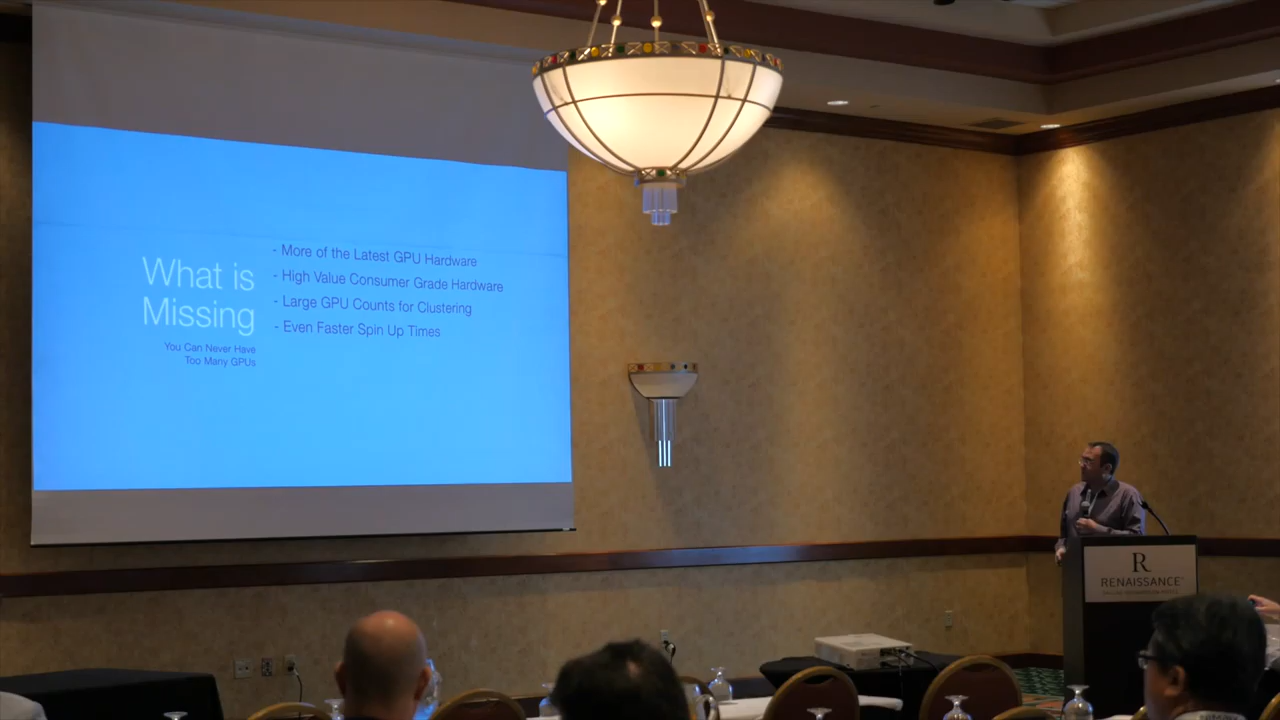 What is
Missing
You Can Never Have
Too Many GPUs
- More of the Latest GPU Hardware
- High Value Consumer Grade Hardware
- Large GPU Counts for Clustering
- Even Faster Spin Up Times
R
RENAISSANCE